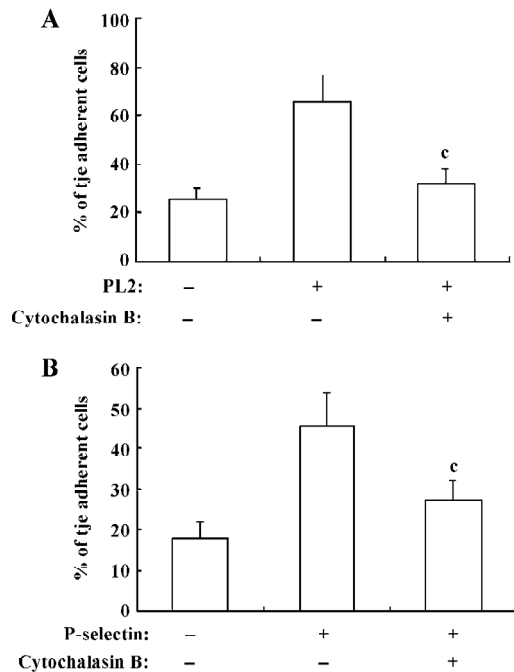 A
% of tje adherent cells
100
80
60
40
20
0
c
PL2: – + +
Cytochalasin B: – – +
B
% of tje adherent cells
60
50
40
30
20
10
0
c
P-selectin: – + +
Cytochalasin B: – – +